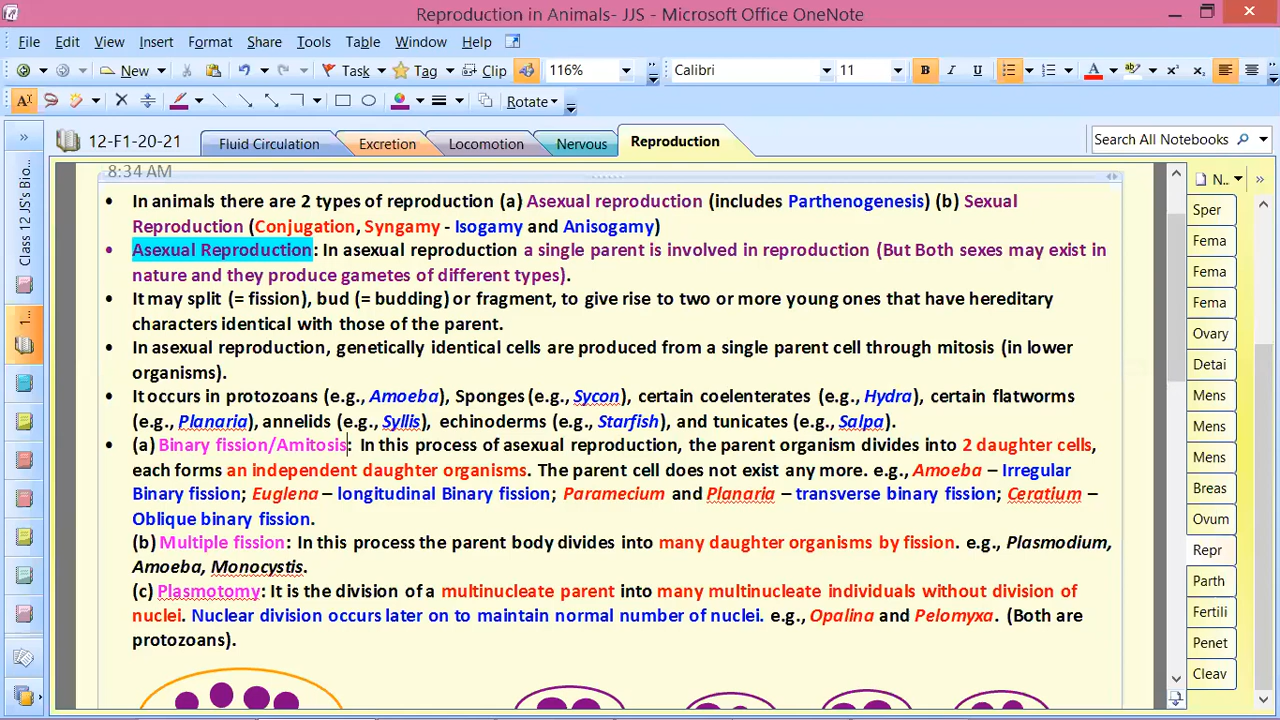 Reproduction in Animals- JJS - Microsoft Office OneNote
File Edit View Insert Format Share Tools Table Window Help
New Task Tag Clip 116% Calibri 11 B I U
Rotate
12-F1-20-21 Fluid Circulation Excretion Locomotion Nervous Reproduction Search All Notebooks
8:34 AM
• In animals there are 2 types of reproduction (a) Asexual reproduction (includes Parthenogenesis) (b) Sexual
Reproduction (Conjugation, Syngamy - Isogamy and Anisogamy)
• Asexual Reproduction: In asexual reproduction a single parent is involved in reproduction (But Both sexes may exist in
nature and they produce gametes of different types).
• It may split (= fission), bud (= budding) or fragment, to give rise to two or more young ones that have hereditary
characters identical with those of the parent.
• In asexual reproduction, genetically identical cells are produced from a single parent cell through mitosis (in lower
organisms).
• It occurs in protozoans (e.g., Amoeba), Sponges (e.g., Sycon), certain coelenterates (e.g., Hydra), certain flatworms
(e.g., Planaria), annelids (e.g., Syllis), echinoderms (e.g., Starfish), and tunicates (e.g., Salpa).
• (a) Binary fission/Amitosis: In this process of asexual reproduction, the parent organism divides into 2 daughter cells,
each forms an independent daughter organisms. The parent cell does not exist any more. e.g., Amoeba – Irregular
Binary fission; Euglena – longitudinal Binary fission; Paramecium and Planaria – transverse binary fission; Ceratium –
Oblique binary fission.
(b) Multiple fission: In this process the parent body divides into many daughter organisms by fission. e.g., Plasmodium,
Amoeba, Monocystis.
(c) Plasmotomy: It is the division of a multinucleate parent into many multinucleate individuals without division of
nuclei. Nuclear division occurs later on to maintain normal number of nuclei. e.g., Opalina and Pelomyxa. (Both are
protozoans).
Class 12 JJS Bio...
1...
N...
Sper
Fema
Fema
Fema
Ovary
Detai
Mens
Mens
Mens
Breas
Ovum
Repr
Parth
Fertili
Penet
Cleav